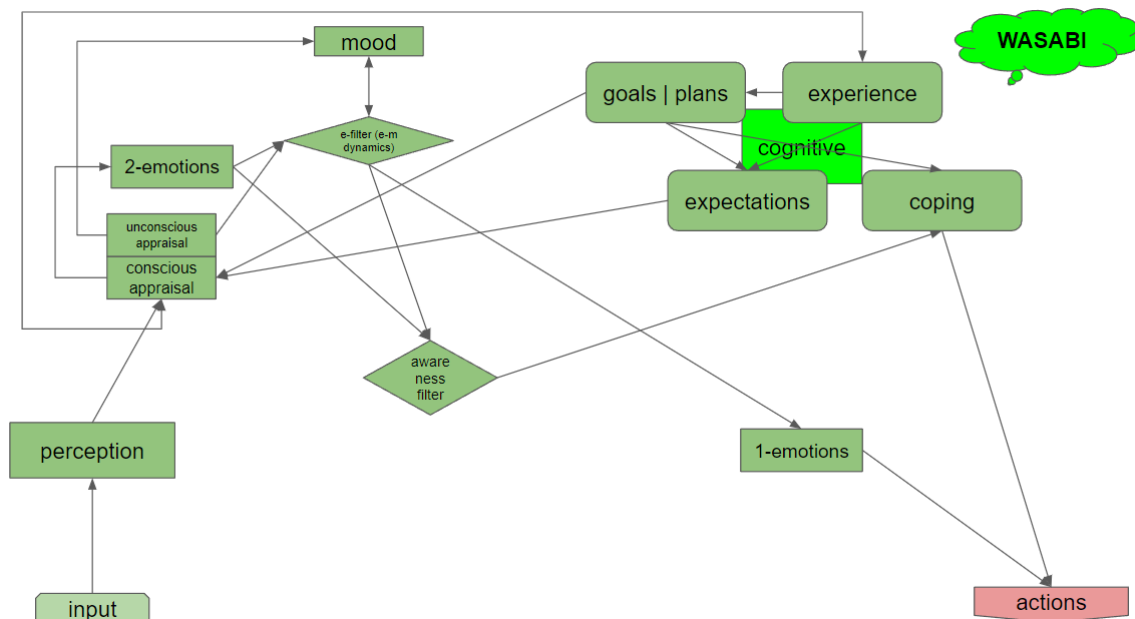 mood
WASABI
goals | plans
experience
e-filter (e-m
dynamics)
cognitive
2-emotions
expectations
coping
unconscious
appraisal
conscious
appraisal
aware
ness
filter
perception
1-emotions
input
actions